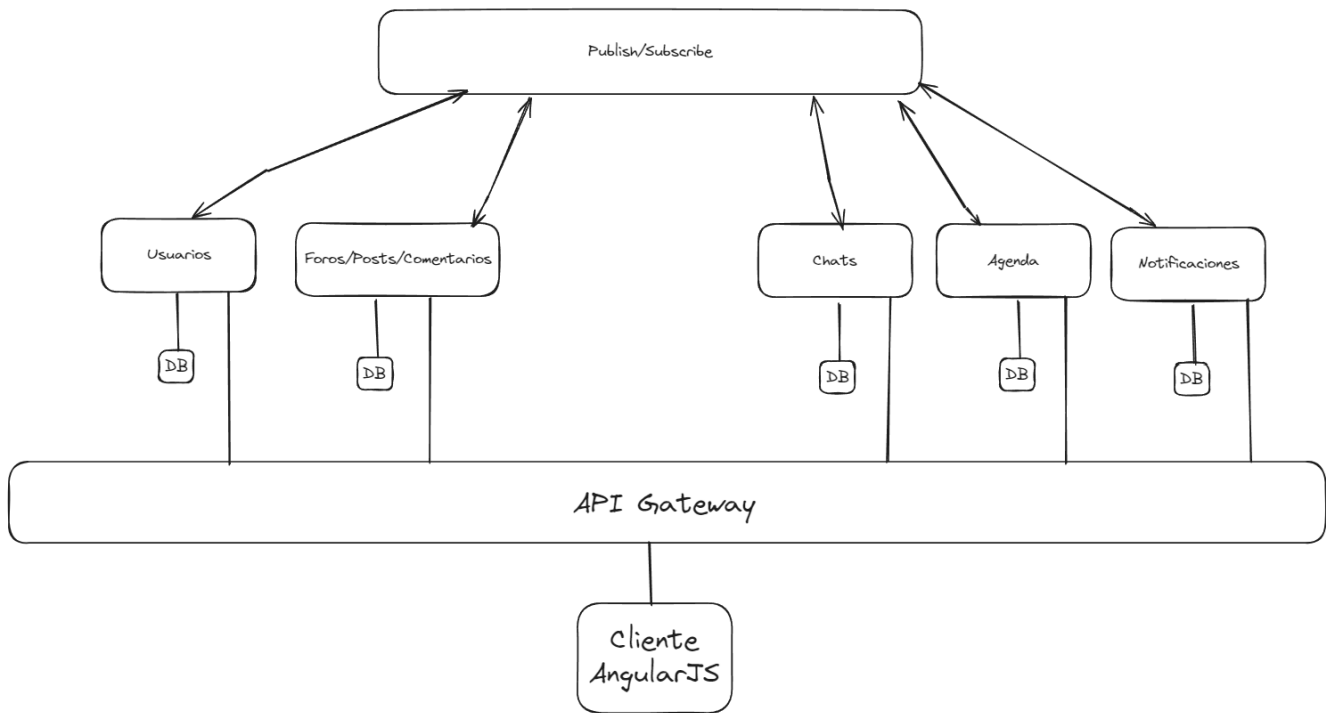 Publish/Subscribe
Usuarios
Foros/Posts/Comentarios
Chats
Agenda
Notificaciones
DB
DB
DB
DB
DB
API Gateway
Cliente
AngularJS